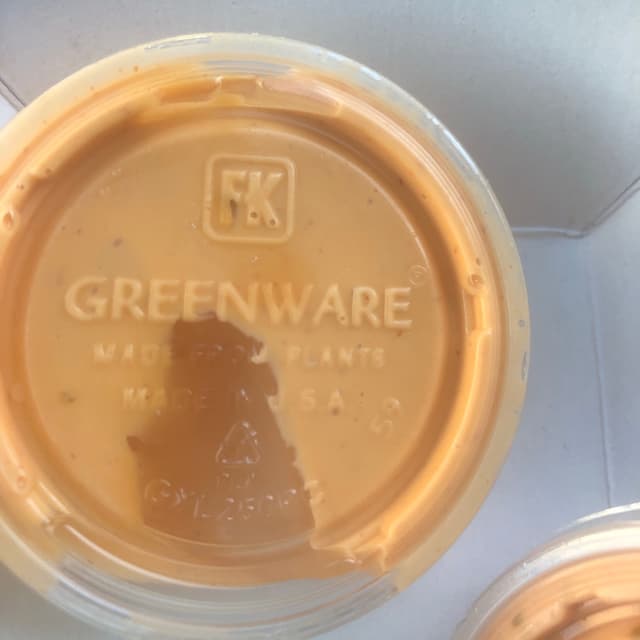 FK
GREENWARE®
MADE FROM PLANTS
MADE IN U.S.A.